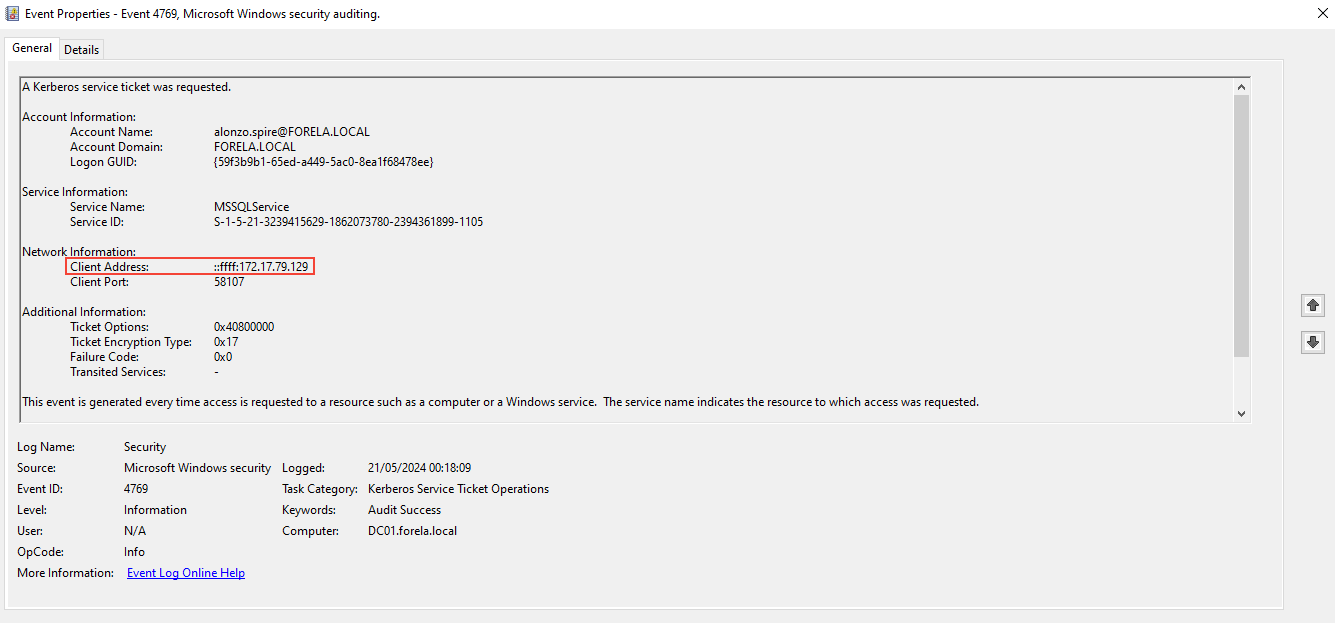 Event Properties - Event 4769, Microsoft Windows security auditing.
General Details
A Kerberos service ticket was requested.
Account Information:
Account Name: alonzo.spire@FORELA.LOCAL
Account Domain: FORELA.LOCAL
Logon GUID: {59f3b9b1-65ed-a449-5ac0-8ea1f68478ee}
Service Information:
Service Name: MSSQLService
Service ID: S-1-5-21-3239415629-1862073780-2394361899-1105
Network Information:
Client Address: ::ffff:172.17.79.129
Client Port: 58107
Additional Information:
Ticket Options: 0x40800000
Ticket Encryption Type: 0x17
Failure Code: 0x0
Transited Services: -
This event is generated every time access is requested to a resource such as a computer or a Windows service.  The service name indicates the resource to which access was requested.
Log Name: Security
Source: Microsoft Windows security Logged: 21/05/2024 00:18:09
Event ID: 4769 Task Category: Kerberos Service Ticket Operations
Level: Information Keywords: Audit Success
User: N/A Computer: DC01.forela.local
OpCode: Info
More Information: Event Log Online Help